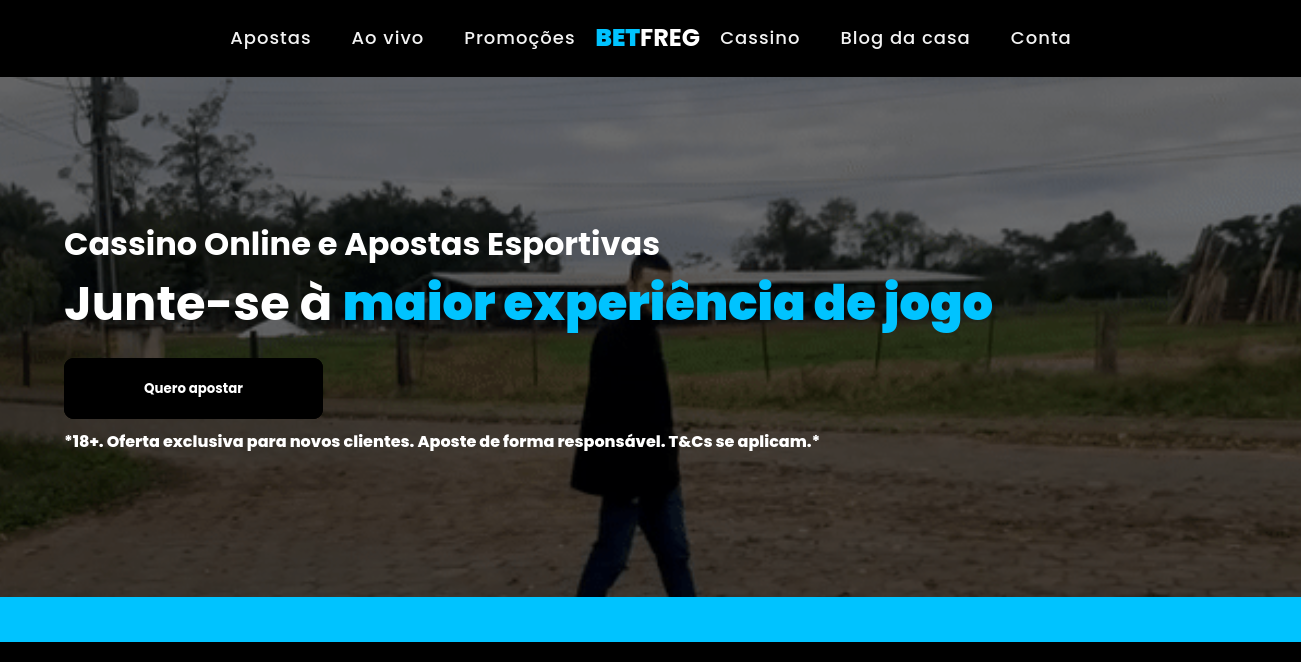 Apostas Ao vivo Promoções BETFREG Cassino Blog da casa Conta
Cassino Online e Apostas Esportivas
Junte-se à maior experiência de jogo
Quero apostar
*18+. Oferta exclusiva para novos clientes. Aposte de forma responsável. T&Cs se aplicam.*